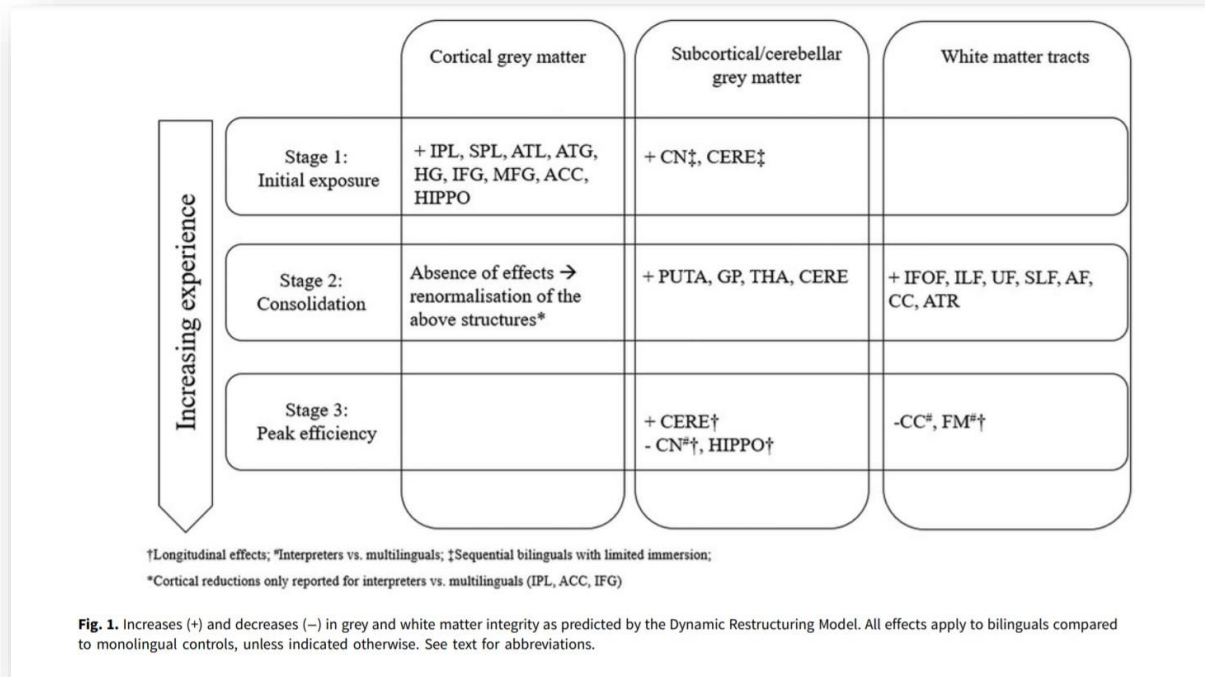 Cortical grey matter
Subcortical/cerebellar
grey matter
White matter tracts
Increasing experience
Stage 1:
Initial exposure
+ IPL, SPL, ATL, ATG,
HG, IFG, MFG, ACC,
HIPPO
+ CN‡, CERE‡
Stage 2:
Consolidation
Absence of effects →
renormalisation of the
above structures*
+ PUTA, GP, THA, CERE
+ IFOF, ILF, UF, SLF, AF,
CC, ATR
Stage 3:
Peak efficiency
+ CERE†
- CN#†, HIPPO†
-CC#, FM#†
†Longitudinal effects; #Interpreters vs. multilinguals; ‡Sequential bilinguals with limited immersion;
*Cortical reductions only reported for interpreters vs. multilinguals (IPL, ACC, IFG)
Fig. 1. Increases (+) and decreases (−) in grey and white matter integrity as predicted by the Dynamic Restructuring Model. All effects apply to bilinguals compared
to monolingual controls, unless indicated otherwise. See text for abbreviations.